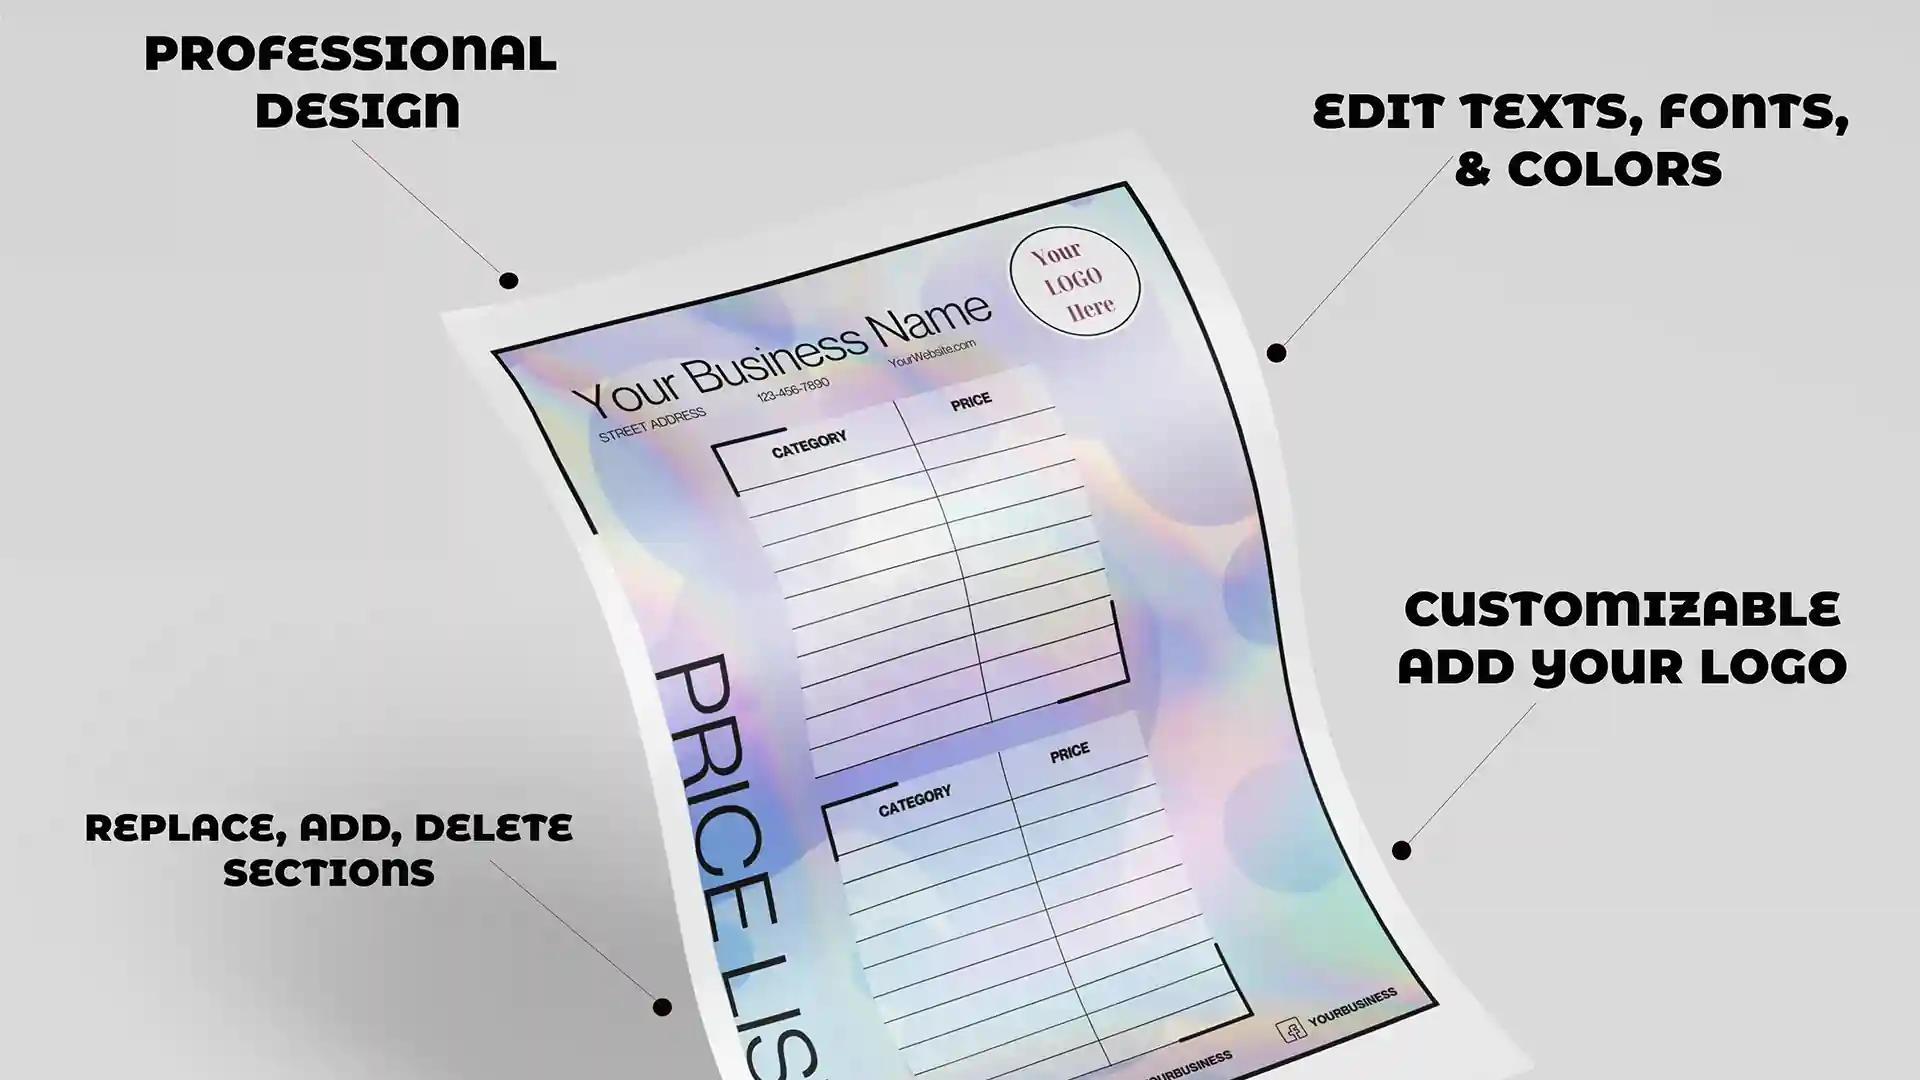 PROFESSIONAL
DESIGN
EDIT TEXTS, FONTS,
& COLORS
Your
LOGO
Here
Your Business Name
STREET ADDRESS
123-456-7890
YourWebsite.com
CATEGORY
PRICE
CUSTOMIZABLE
ADD YOUR LOGO
PRICE LIS
CATEGORY
PRICE
REPLACE, ADD, DELETE
SECTIONS
YOURBUSINESS
OURBUSINESS